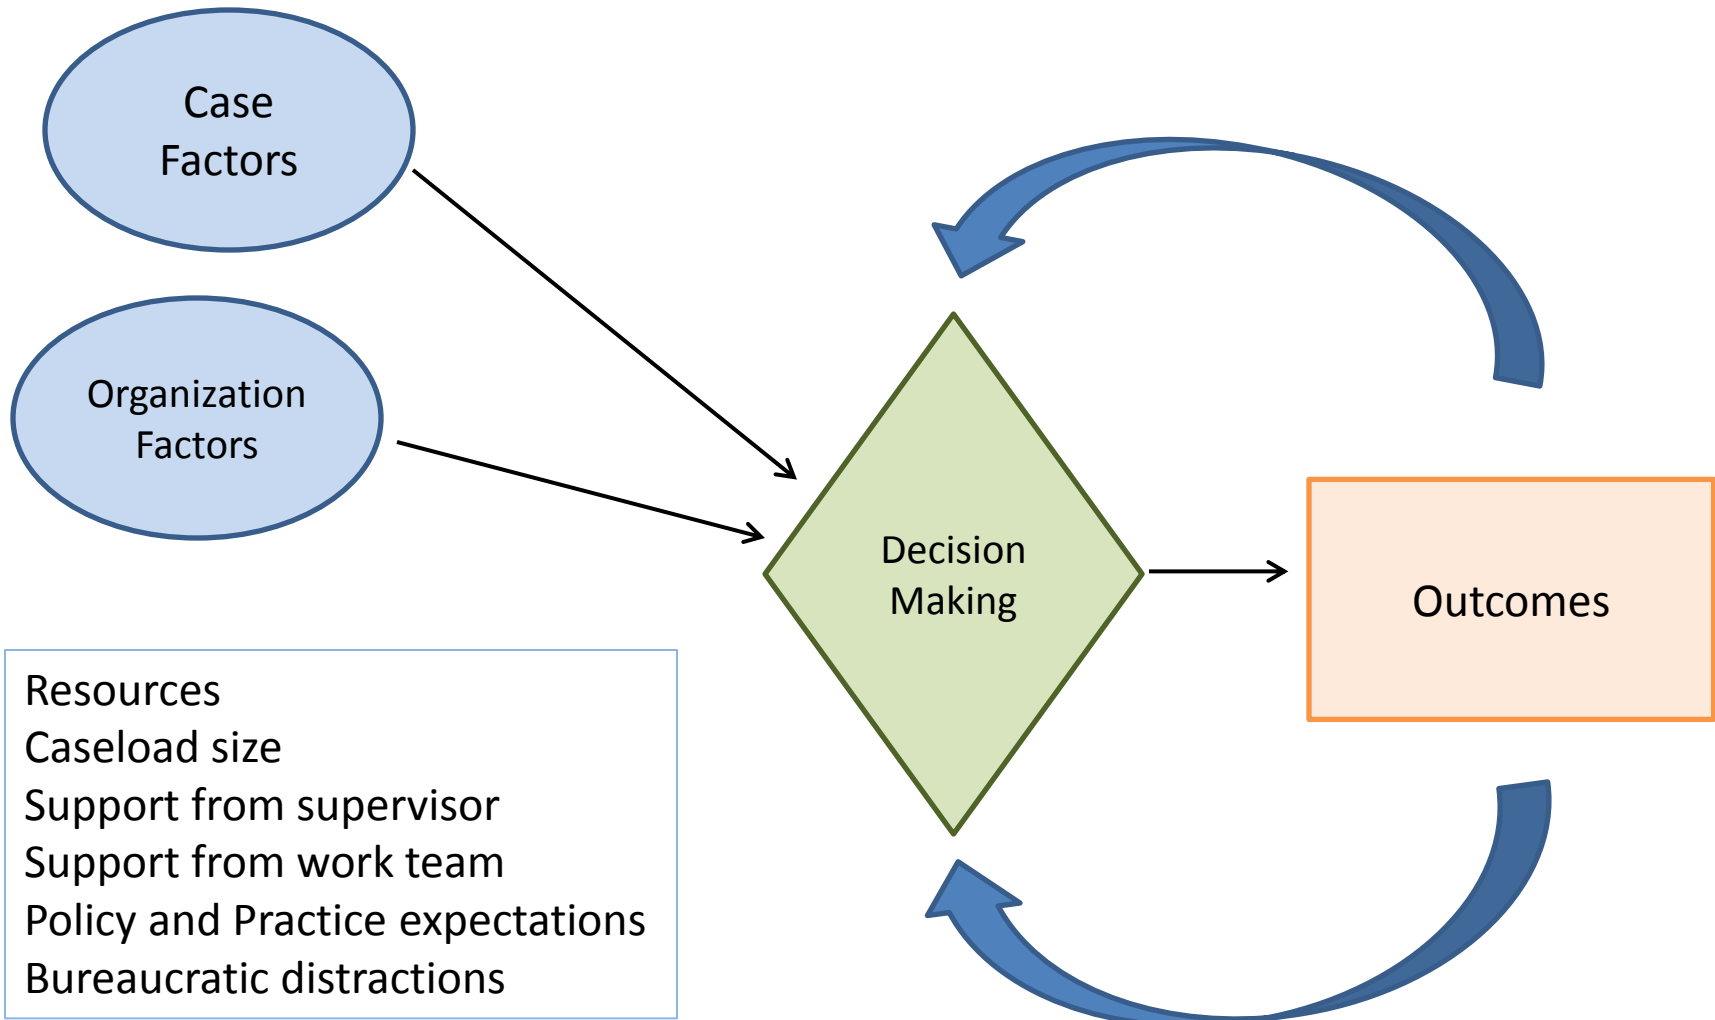 Case
Factors
Organization
Factors
Decision
Making
Outcomes
Resources
Caseload size
Support from supervisor
Support from work team
Policy and Practice expectations
Bureaucratic distractions